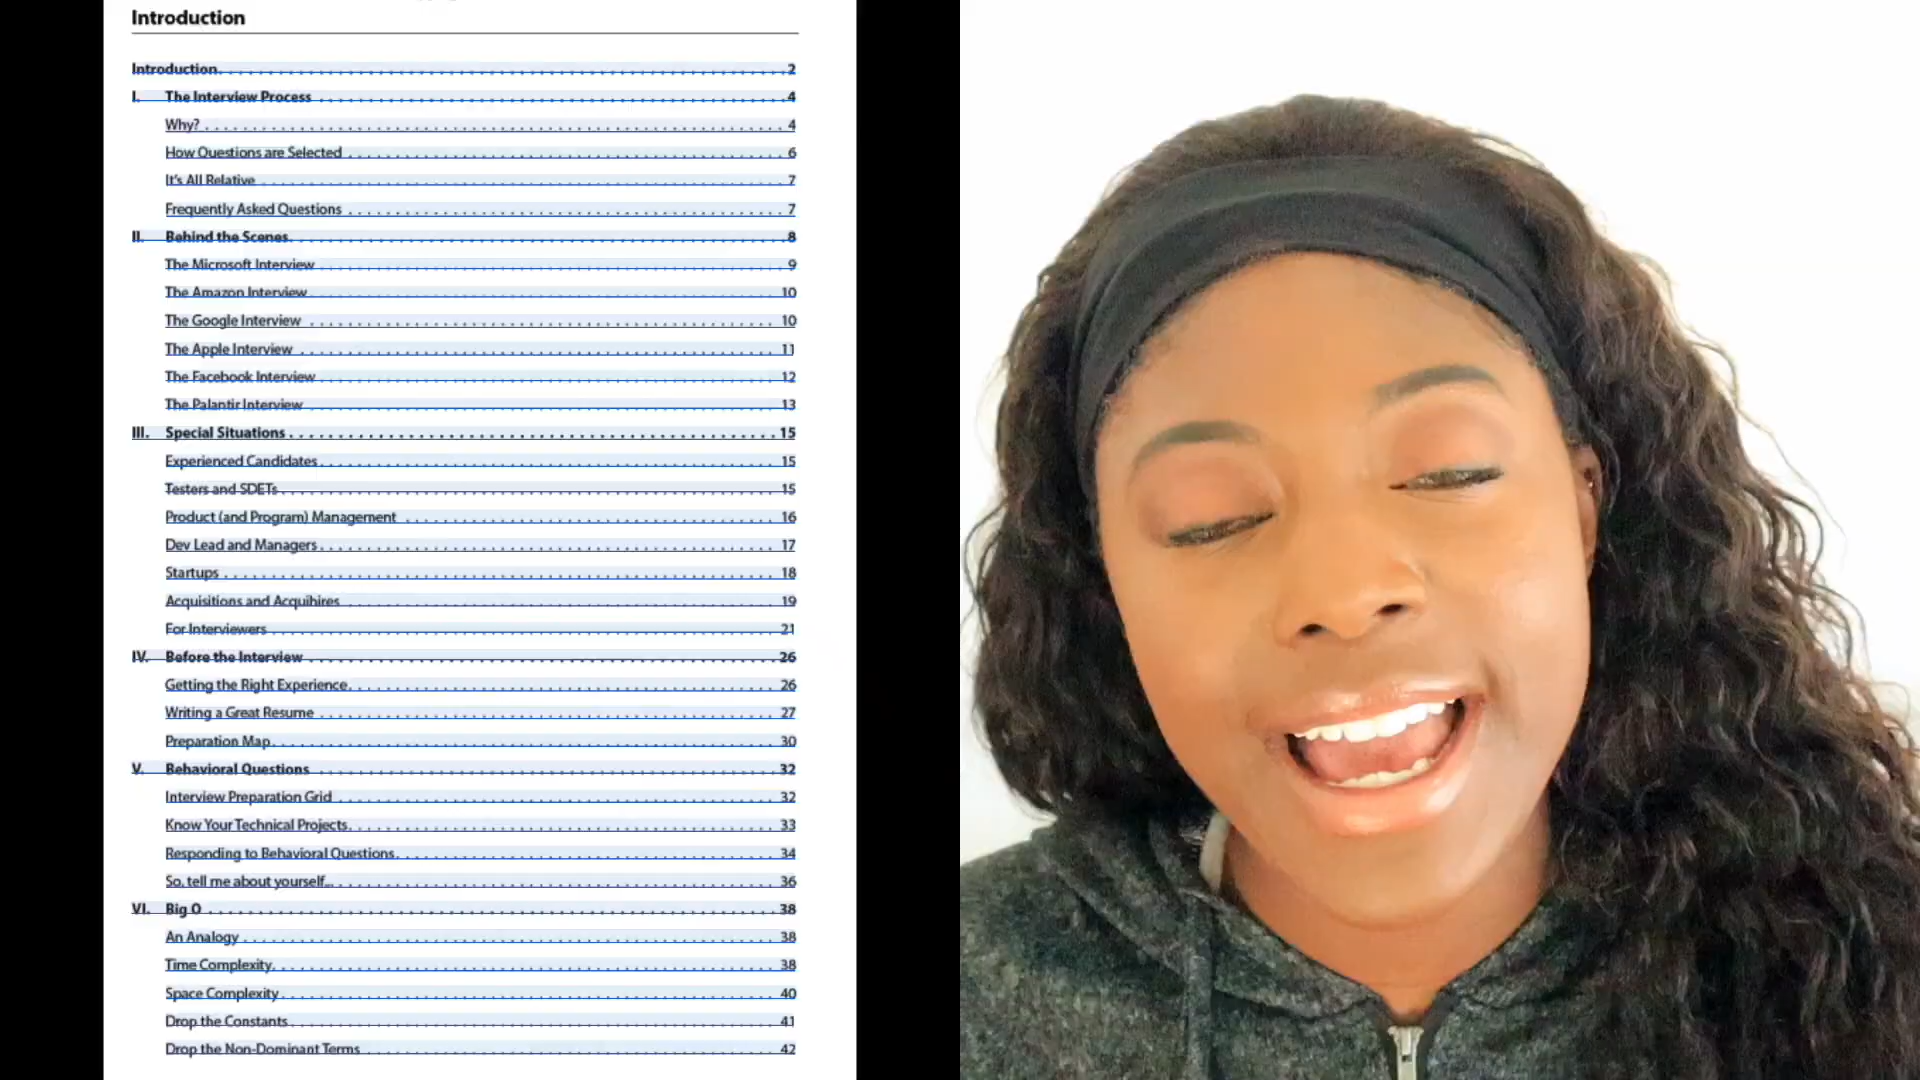 Introduction
Introduction. . . . . . . . . . . . . . . . . . . . . . . . . . . . . . 2
I. The Interview Process . . . . . . . . . . . . . . . . . . . . . . . . . . . . . . 4
Why? . . . . . . . . . . . . . . . . . . . . . . . . . . . . . . 4
How Questions are Selected . . . . . . . . . . . . . . . . . . . . . . . . . . . . . . 6
It's All Relative . . . . . . . . . . . . . . . . . . . . . . . . . . . . . . 7
Frequently Asked Questions . . . . . . . . . . . . . . . . . . . . . . . . . . . . . . 7
II. Behind the Scenes. . . . . . . . . . . . . . . . . . . . . . . . . . . . . . 8
The Microsoft Interview . . . . . . . . . . . . . . . . . . . . . . . . . . . . . . 9
The Amazon Interview . . . . . . . . . . . . . . . . . . . . . . . . . . . . . . 10
The Google Interview . . . . . . . . . . . . . . . . . . . . . . . . . . . . . . 10
The Apple Interview . . . . . . . . . . . . . . . . . . . . . . . . . . . . . . 11
The Facebook Interview . . . . . . . . . . . . . . . . . . . . . . . . . . . . . . 12
The Palantir Interview . . . . . . . . . . . . . . . . . . . . . . . . . . . . . . 13
III. Special Situations . . . . . . . . . . . . . . . . . . . . . . . . . . . . . . 15
Experienced Candidates . . . . . . . . . . . . . . . . . . . . . . . . . . . . . . 15
Testers and SDETs . . . . . . . . . . . . . . . . . . . . . . . . . . . . . . 15
Product (and Program) Management . . . . . . . . . . . . . . . . . . . . . . . . . . . . . . 16
Dev Lead and Managers . . . . . . . . . . . . . . . . . . . . . . . . . . . . . . 17
Startups . . . . . . . . . . . . . . . . . . . . . . . . . . . . . . 18
Acquisitions and Acquihires . . . . . . . . . . . . . . . . . . . . . . . . . . . . . . 19
For Interviewers . . . . . . . . . . . . . . . . . . . . . . . . . . . . . . 21
IV. Before the Interview . . . . . . . . . . . . . . . . . . . . . . . . . . . . . . 26
Getting the Right Experience. . . . . . . . . . . . . . . . . . . . . . . . . . . . . . 26
Writing a Great Resume . . . . . . . . . . . . . . . . . . . . . . . . . . . . . . 27
Preparation Map. . . . . . . . . . . . . . . . . . . . . . . . . . . . . . 30
V. Behavioral Questions . . . . . . . . . . . . . . . . . . . . . . . . . . . . . . 32
Interview Preparation Grid . . . . . . . . . . . . . . . . . . . . . . . . . . . . . . 32
Know Your Technical Projects. . . . . . . . . . . . . . . . . . . . . . . . . . . . . . 33
Responding to Behavioral Questions. . . . . . . . . . . . . . . . . . . . . . . . . . . . . . 34
So, tell me about yourself... . . . . . . . . . . . . . . . . . . . . . . . . . . . . . . 36
VI. Big O . . . . . . . . . . . . . . . . . . . . . . . . . . . . . . 38
An Analogy . . . . . . . . . . . . . . . . . . . . . . . . . . . . . . 38
Time Complexity. . . . . . . . . . . . . . . . . . . . . . . . . . . . . . 38
Space Complexity . . . . . . . . . . . . . . . . . . . . . . . . . . . . . . 40
Drop the Constants . . . . . . . . . . . . . . . . . . . . . . . . . . . . . . 41
Drop the Non-Dominant Terms . . . . . . . . . . . . . . . . . . . . . . . . . . . . . . 42